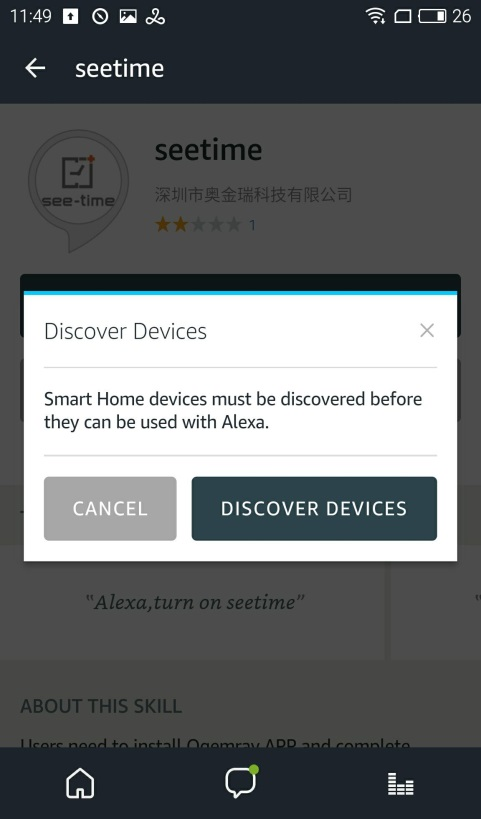 11:49
26
seetime
seetime
see-time
深圳市奥金瑞科技有限公司
1
Discover Devices
Smart Home devices must be discovered before
they can be used with Alexa.
CANCEL
DISCOVER DEVICES
"Alexa,turn on seetime"
ABOUT THIS SKILL
Users need to install Ogemray APP and complete